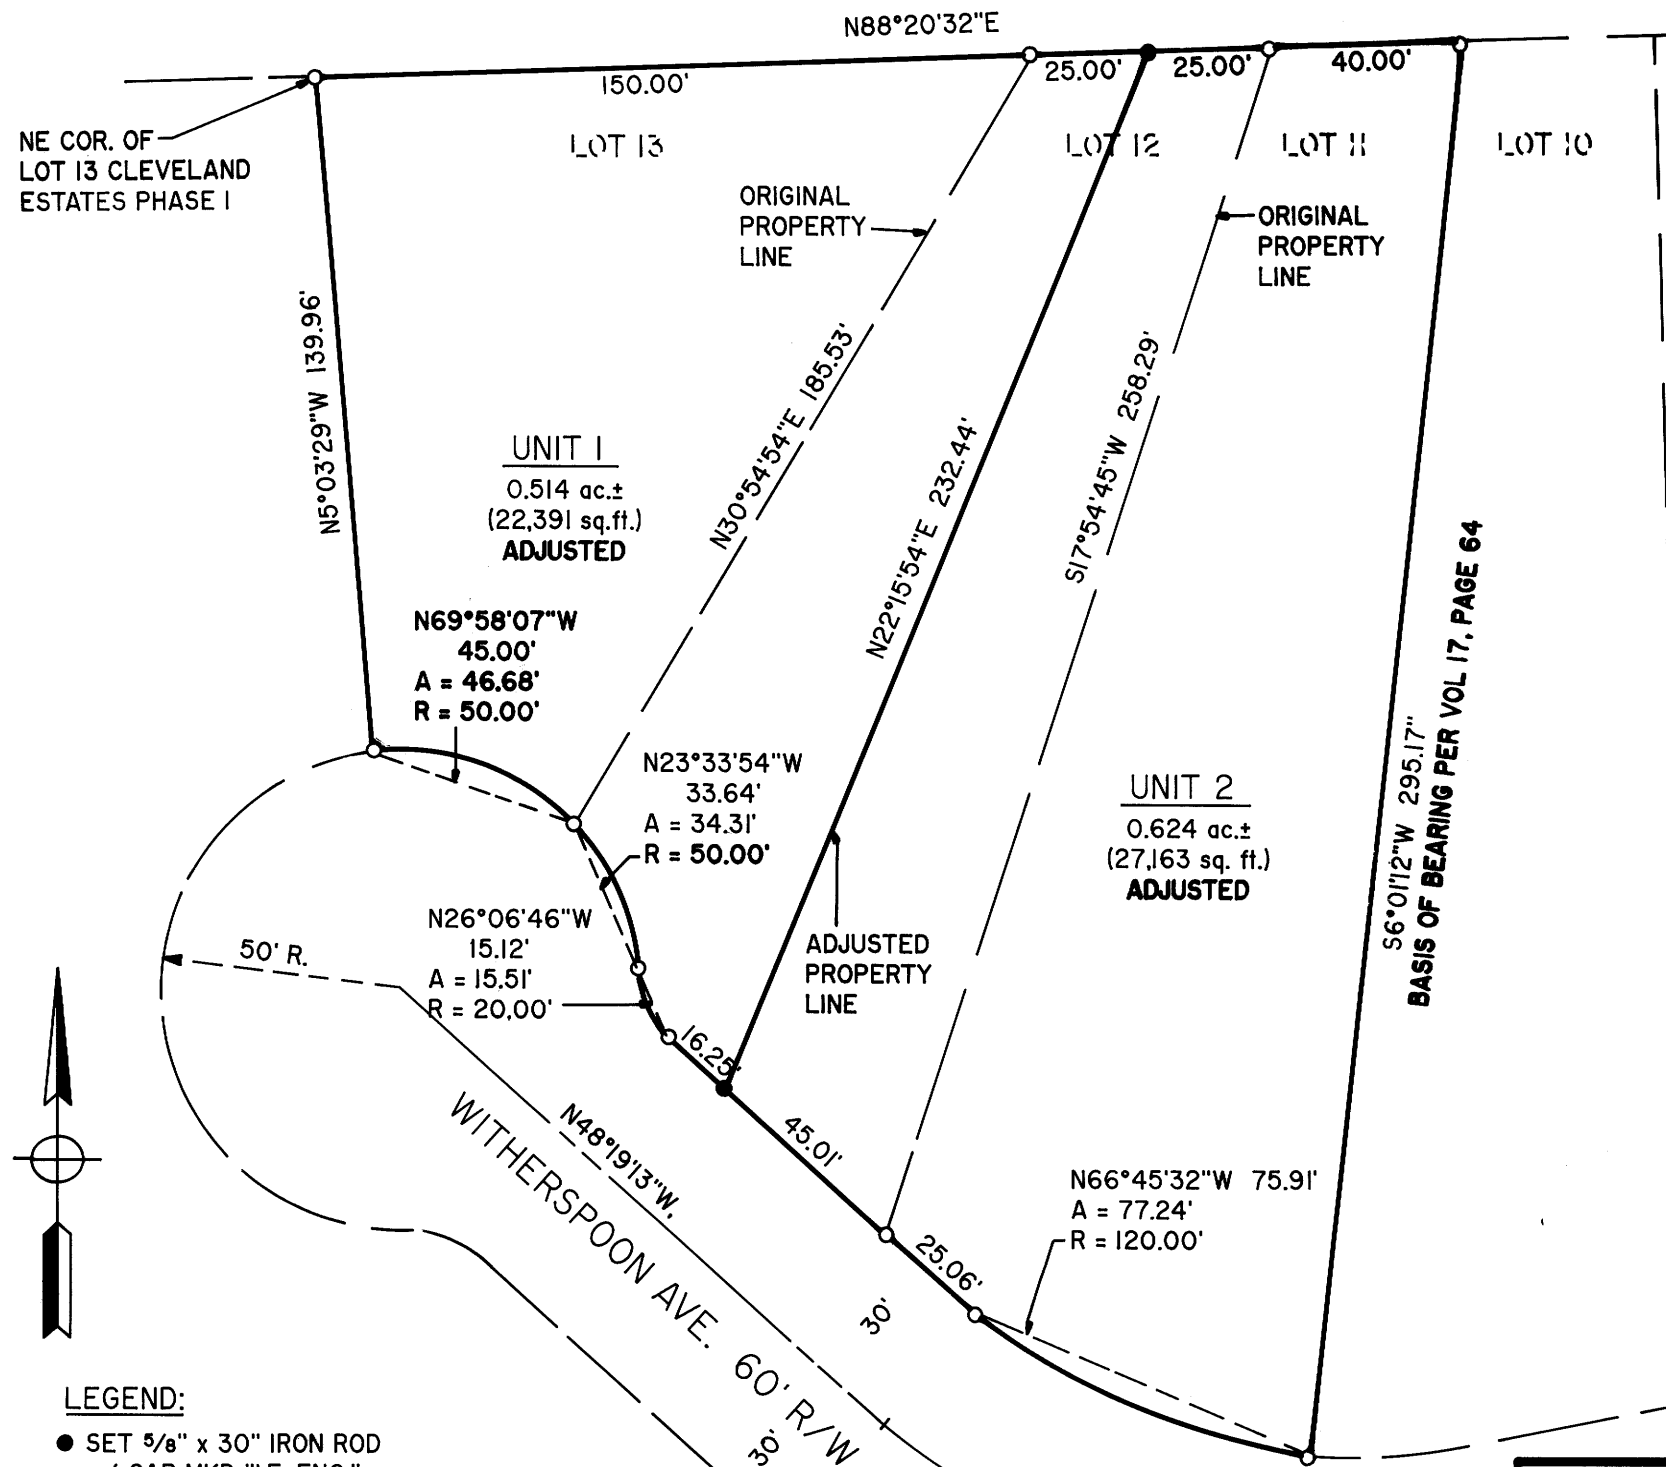 N88°20'32"E
150.00'
25.00'
25.00'
40.00'
NE COR. OF
LOT 13 CLEVELAND
ESTATES PHASE I
LOT 13
LOT 12
LOT 11
LOT 10
ORIGINAL
PROPERTY
LINE
ORIGINAL
PROPERTY
LINE
N5°03'29"W 139.96'
N30°54'54"E 185.53'
N22°15'54"E 232.44'
S17°54'45"W 258.29'
S6°01'12"W 295.17"
BASIS OF BEARING PER VOL 17, PAGE 64
UNIT 1
0.514 ac.±
(22,391 sq.ft.)
ADJUSTED
N69°58'07"W
45.00'
A = 46.68'
R = 50.00'
N23°33'54"W
33.64'
A = 34.31'
R = 50.00'
UNIT 2
0.624 ac.±
(27,163 sq. ft.)
ADJUSTED
N26°06'46"W
15.12'
A = 15.51'
R = 20,00'
50' R.
ADJUSTED
PROPERTY
LINE
16.25'
45.01'
25.06'
N48°19'13"W.
WITHERSPOON AVE. 60' R/W
30'
30'
N66°45'32"W 75.91'
A = 77.24'
R = 120.00'
LEGEND:
● SET 5/8" x 30" IRON ROD